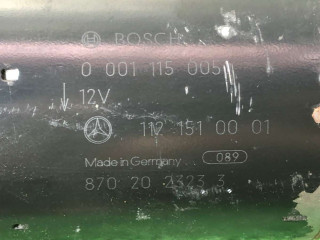 BOSCH
0 001 115 005
12V
112 151 00 01
Made in Germany 089
870 20 2323 3